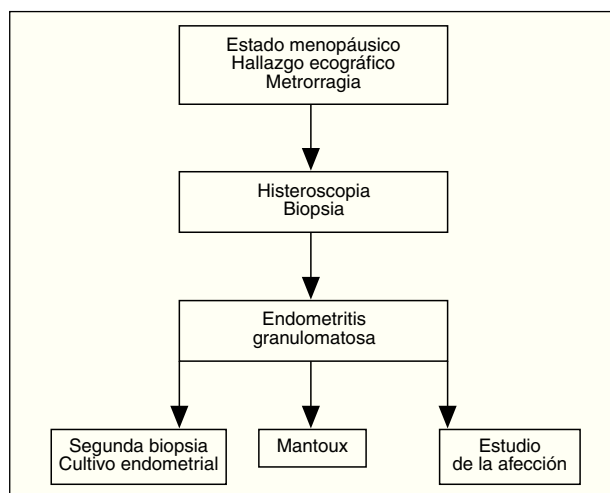 Estado menopáusico
Hallazgo ecográfico
Metrorragia
Histeroscopia
Biopsia
Endometritis
granulomatosa
Segunda biopsia
Cultivo endometrial
Mantoux
Estudio
de la afección